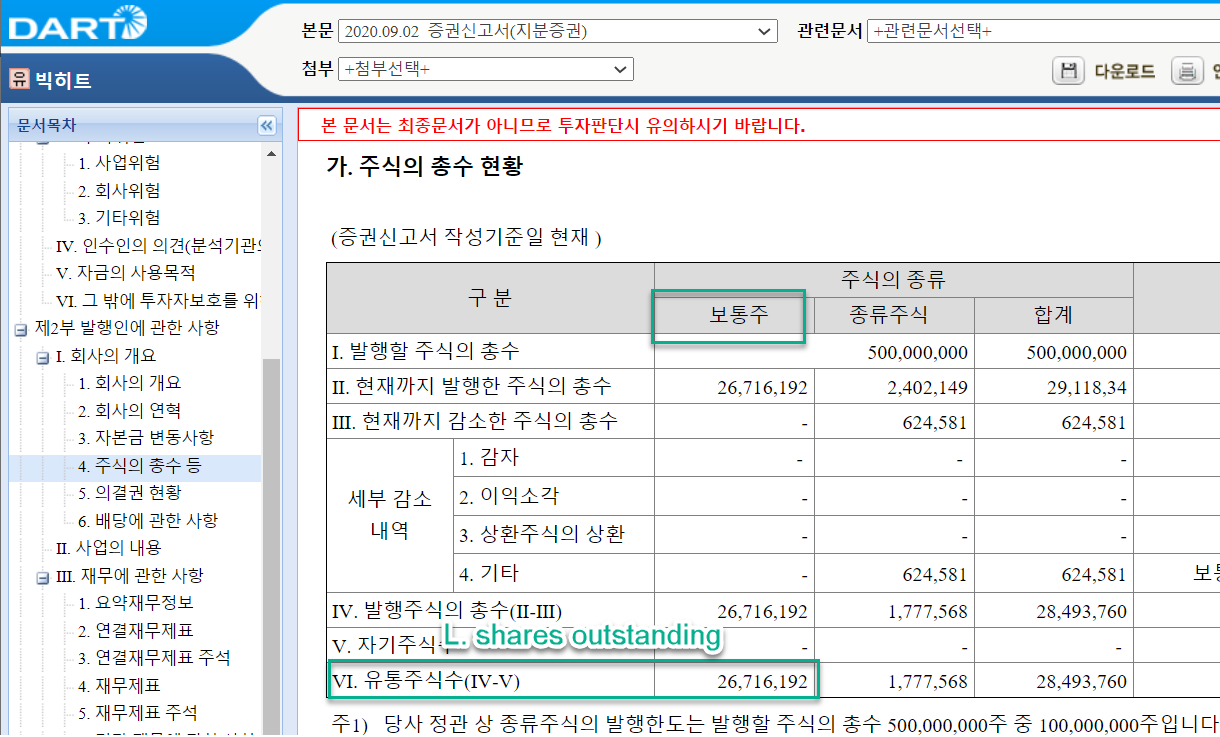 DART
본문 2020.09.02 증권신고서(지분증권) 관련문서 +관련문서선택+
첨부 +첨부선택+
유 빅히트
다운로드
문서목차
본 문서는 최종문서가 아니므로 투자판단시 유의하시기 바랍니다.
1. 사업위험
2. 회사위험
3. 기타위험
IV. 인수인의 의견(분석기관의
V. 자금의 사용목적
VI. 그 밖에 투자자보호를 위
제2부 발행인에 관한 사항
I. 회사의 개요
1. 회사의 개요
2. 회사의 연혁
3. 자본금 변동사항
4. 주식의 총수 등
5. 의결권 현황
6. 배당에 관한 사항
II. 사업의 내용
III. 재무에 관한 사항
1. 요약재무정보
2. 연결재무제표
3. 연결재무제표 주석
4. 재무제표
5. 재무제표 주석
가. 주식의 총수 현황
(증권신고서 작성기준일 현재 )
구 분 주식의 종류
보통주 종류주식 합계
I. 발행할 주식의 총수 500,000,000 500,000,000
II. 현재까지 발행한 주식의 총수 26,716,192 2,402,149 29,118,34
III. 현재까지 감소한 주식의 총수 - 624,581 624,581
세부 감소
내역
1. 감자 - - -
2. 이익소각 - - -
3. 상환주식의 상환 - - -
4. 기타 - 624,581 624,581 보통
IV. 발행주식의 총수(II-III) 26,716,192 1,777,568 28,493,760
L. shares outstanding
V. 자기주식수 - - -
VI. 유통주식수(IV-V) 26,716,192 1,777,568 28,493,760
주1) 당사 정관 상 종류주식의 발행한도는 발행할 주식의 총수 500,000,000주 중 100,000,000주입니다